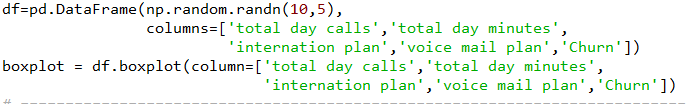 df=pd.DataFrame(np.random.randn(10,5),
columns=['total day calls','total day minutes',
'internation plan','voice mail plan','Churn'])
boxplot = df.boxplot(column=['total day calls','total day minutes',
'internation plan','voice mail plan','Churn'])
# ------------------------------------------------------------------------